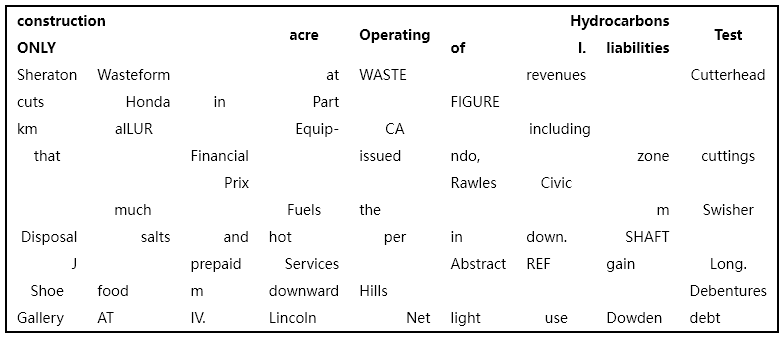 construction Hydrocarbons
acre Operating Test
ONLY of I. liabilities
Sheraton Wasteform at WASTE revenues Cutterhead
cuts Honda in Part FIGURE
km alLUR Equip- CA including
that Financial issued ndo, zone cuttings
Prix Rawles Civic
much Fuels the m Swisher
Disposal salts and hot per in down. SHAFT
J prepaid Services Abstract REF gain Long.
Shoe food m downward Hills Debentures
Gallery AT IV. Lincoln Net light use Dowden debt